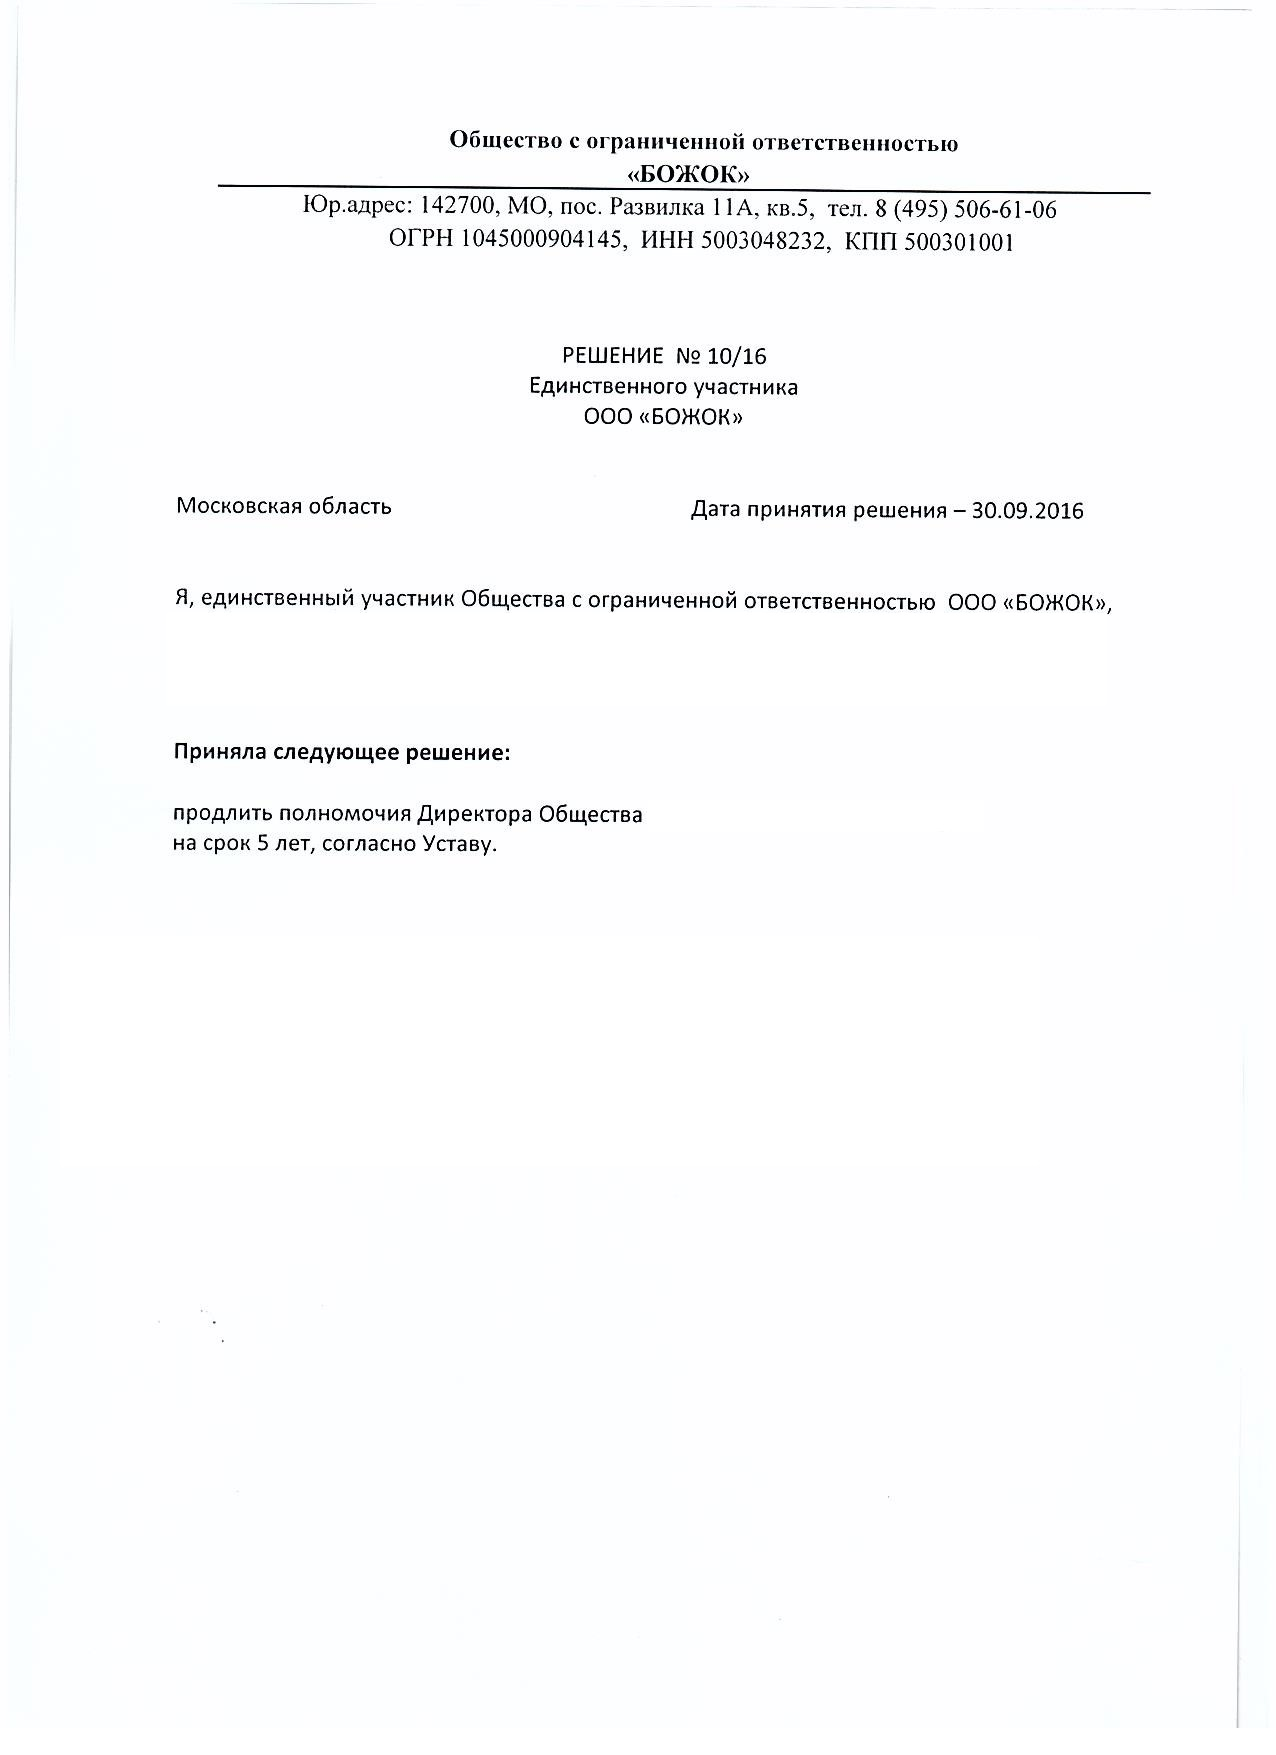 Общество с ограниченной ответственностью
«БОЖОК»
Юр.адрес: 142700, МО, пос. Развилка 11А, кв.5, тел. 8 (495) 506-61-06
ОГРН 1045000904145, ИНН 5003048232, КПП 500301001
РЕШЕНИЕ № 10/16
Единственного участника
ООО «БОЖОК»
Московская область Дата принятия решения – 30.09.2016
Я, единственный участник Общества с ограниченной ответственностью ООО «БОЖОК»,
Приняла следующее решение:
продлить полномочия Директора Общества
на срок 5 лет, согласно Уставу.